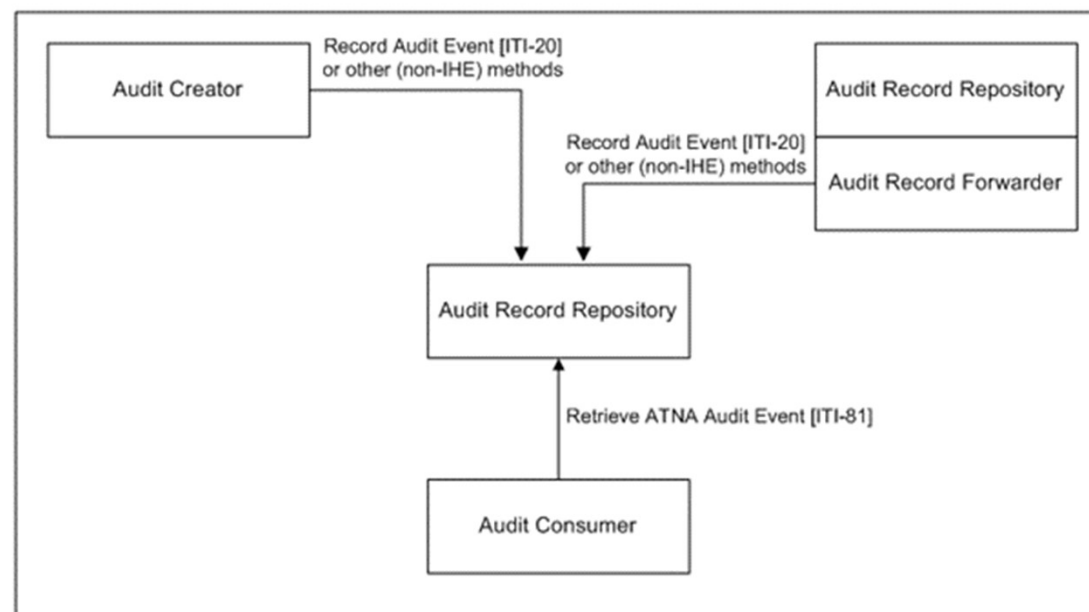 Record Audit Event [ITI-20]
or other (non-IHE) methods
Audit Creator
Audit Record Repository
Record Audit Event [ITI-20]
or other (non-IHE) methods
Audit Record Forwarder
Audit Record Repository
Retrieve ATNA Audit Event [ITI-81]
Audit Consumer